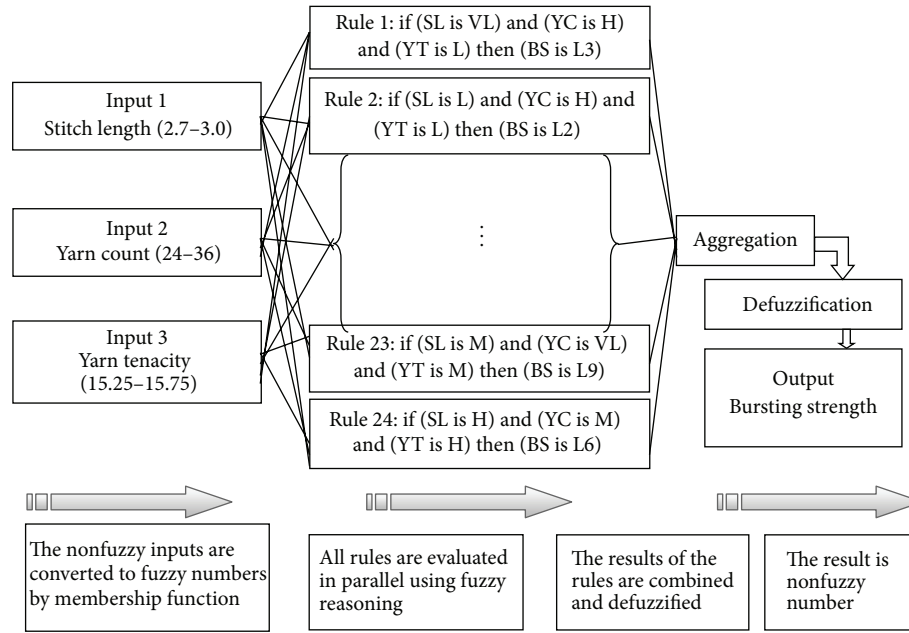 Input 1
Stitch length (2.7–3.0)
Input 2
Yarn count (24–36)
Input 3
Yarn tenacity
(15.25–15.75)
Rule 1: if (SL is VL) and (YC is H)
and (YT is L) then (BS is L3)
Rule 2: if (SL is L) and (YC is H) and
(YT is L) then (BS is L2)
⋮
Rule 23: if (SL is M) and (YC is VL)
and (YT is M) then (BS is L9)
Rule 24: if (SL is H) and (YC is M)
and (YT is H) then (BS is L6)
Aggregation
Defuzzification
Output
Bursting strength
The nonfuzzy inputs are
converted to fuzzy numbers
by membership function
All rules are evaluated
in parallel using fuzzy
reasoning
The results of the
rules are combined
and defuzzified
The result is
nonfuzzy
number